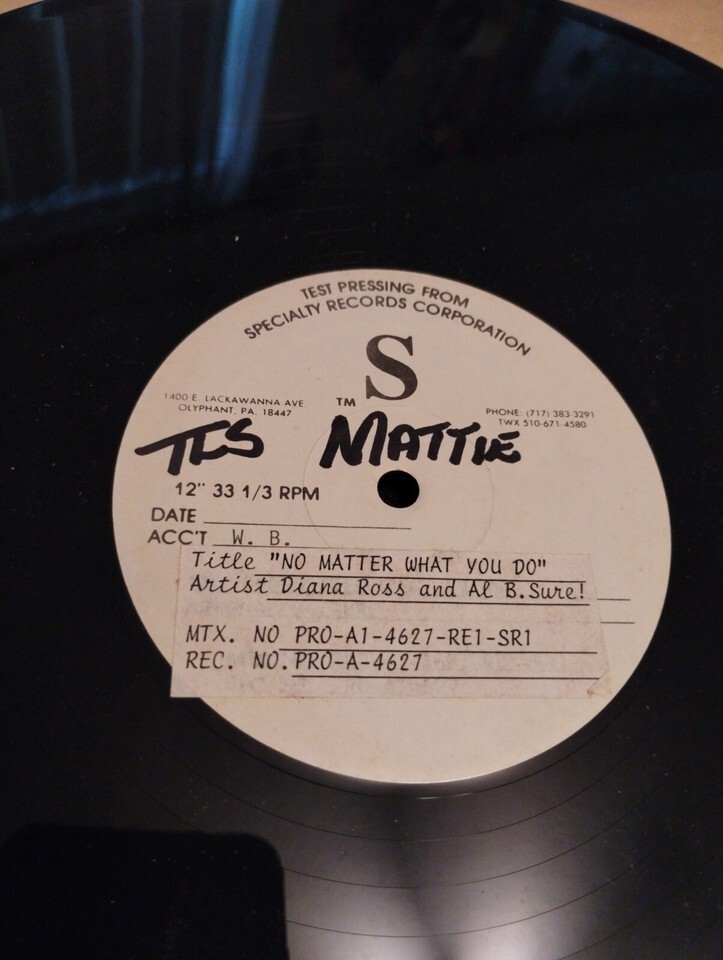 TEST PRESSING FROM
SPECIALTY RECORDS CORPORATION
S
TM
1400 E. LACKAWANNA AVE
OLYPHANT, PA. 18447
PHONE: (717) 383-3291
TWX 510-671-4580
TLS MATTIE
12" 33 1/3 RPM
DATE
ACC'T W. B.
Title "NO MATTER WHAT YOU DO"
Artist Diana Ross and Al B.Sure!
MTX. NO PRO-A1-4627-RE1-SR1
REC. NO. PRO-A-4627